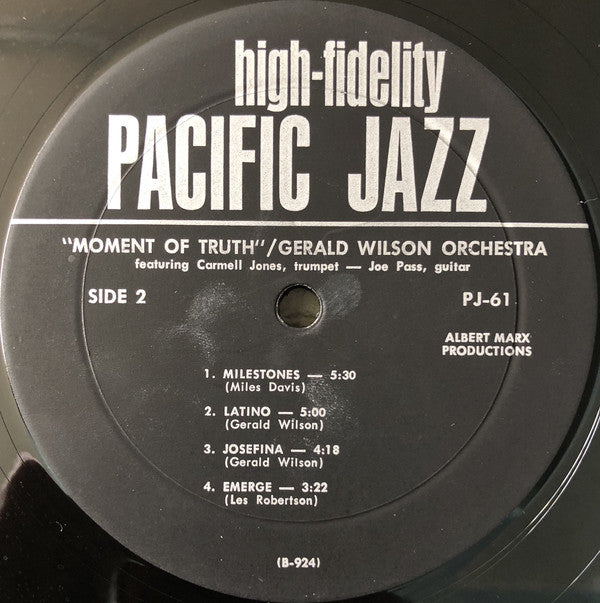 high-fidelity
PACIFIC JAZZ
"MOMENT OF TRUTH"/GERALD WILSON ORCHESTRA
featuring Carmell Jones, trumpet — Joe Pass, guitar
SIDE 2
PJ-61
ALBERT MARX
PRODUCTIONS
1. MILESTONES — 5:30
(Miles Davis)
2. LATINO — 5:00
(Gerald Wilson)
3. JOSEFINA — 4:18
(Gerald Wilson)
4. EMERGE — 3:22
(Les Robertson)
(B-924)